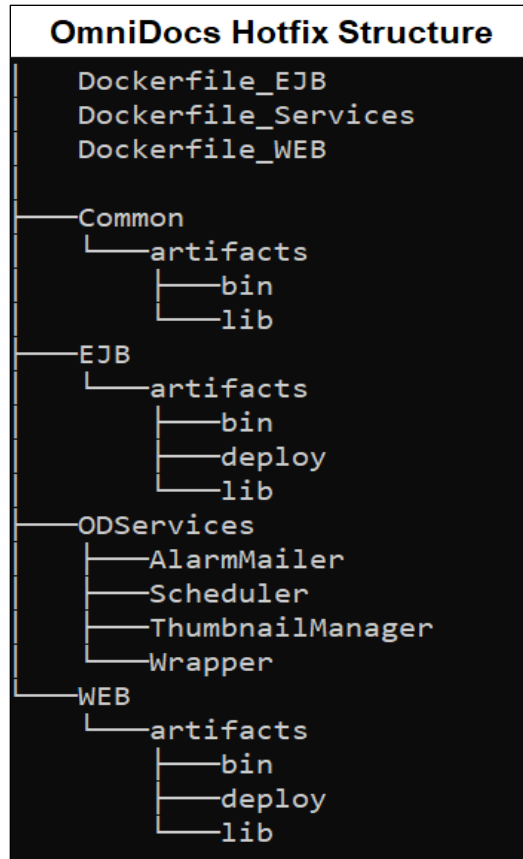 OmniDocs Hotfix Structure
Dockerfile_EJB
Dockerfile_Services
Dockerfile_WEB
Common
artifacts
bin
lib
EJB
artifacts
bin
deploy
lib
ODServices
AlarmMailer
Scheduler
ThumbnailManager
Wrapper
WEB
artifacts
bin
deploy
lib